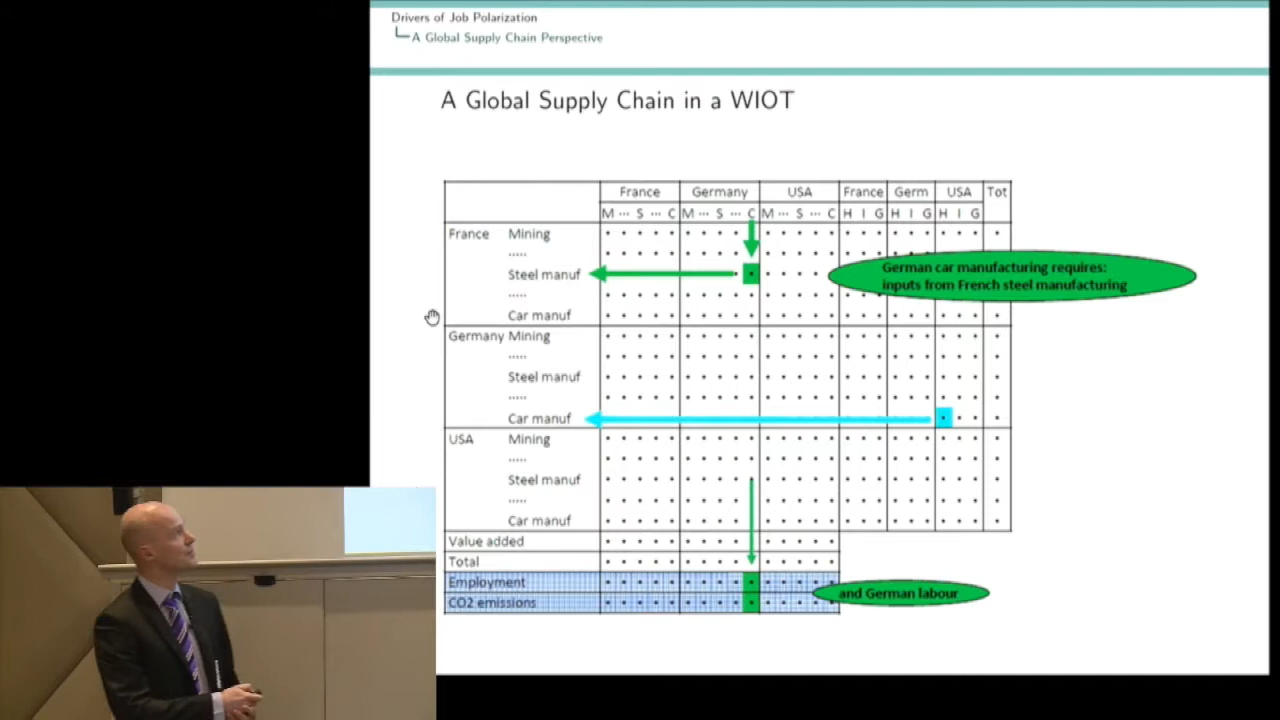 Drivers of Job Polarization
A Global Supply Chain Perspective
A Global Supply Chain in a WIOT
France Germany USA France Germ USA Tot
M ... S ... C M ... S ... C M ... S ... C H I G H I G H I G
France Mining
.....
Steel manuf
German car manufacturing requires:
inputs from French steel manufacturing
.....
Car manuf
Germany Mining
.....
Steel manuf
.....
Car manuf
USA Mining
.....
Steel manuf
.....
Car manuf
Value added
Total
Employment
and German labour
CO2 emissions